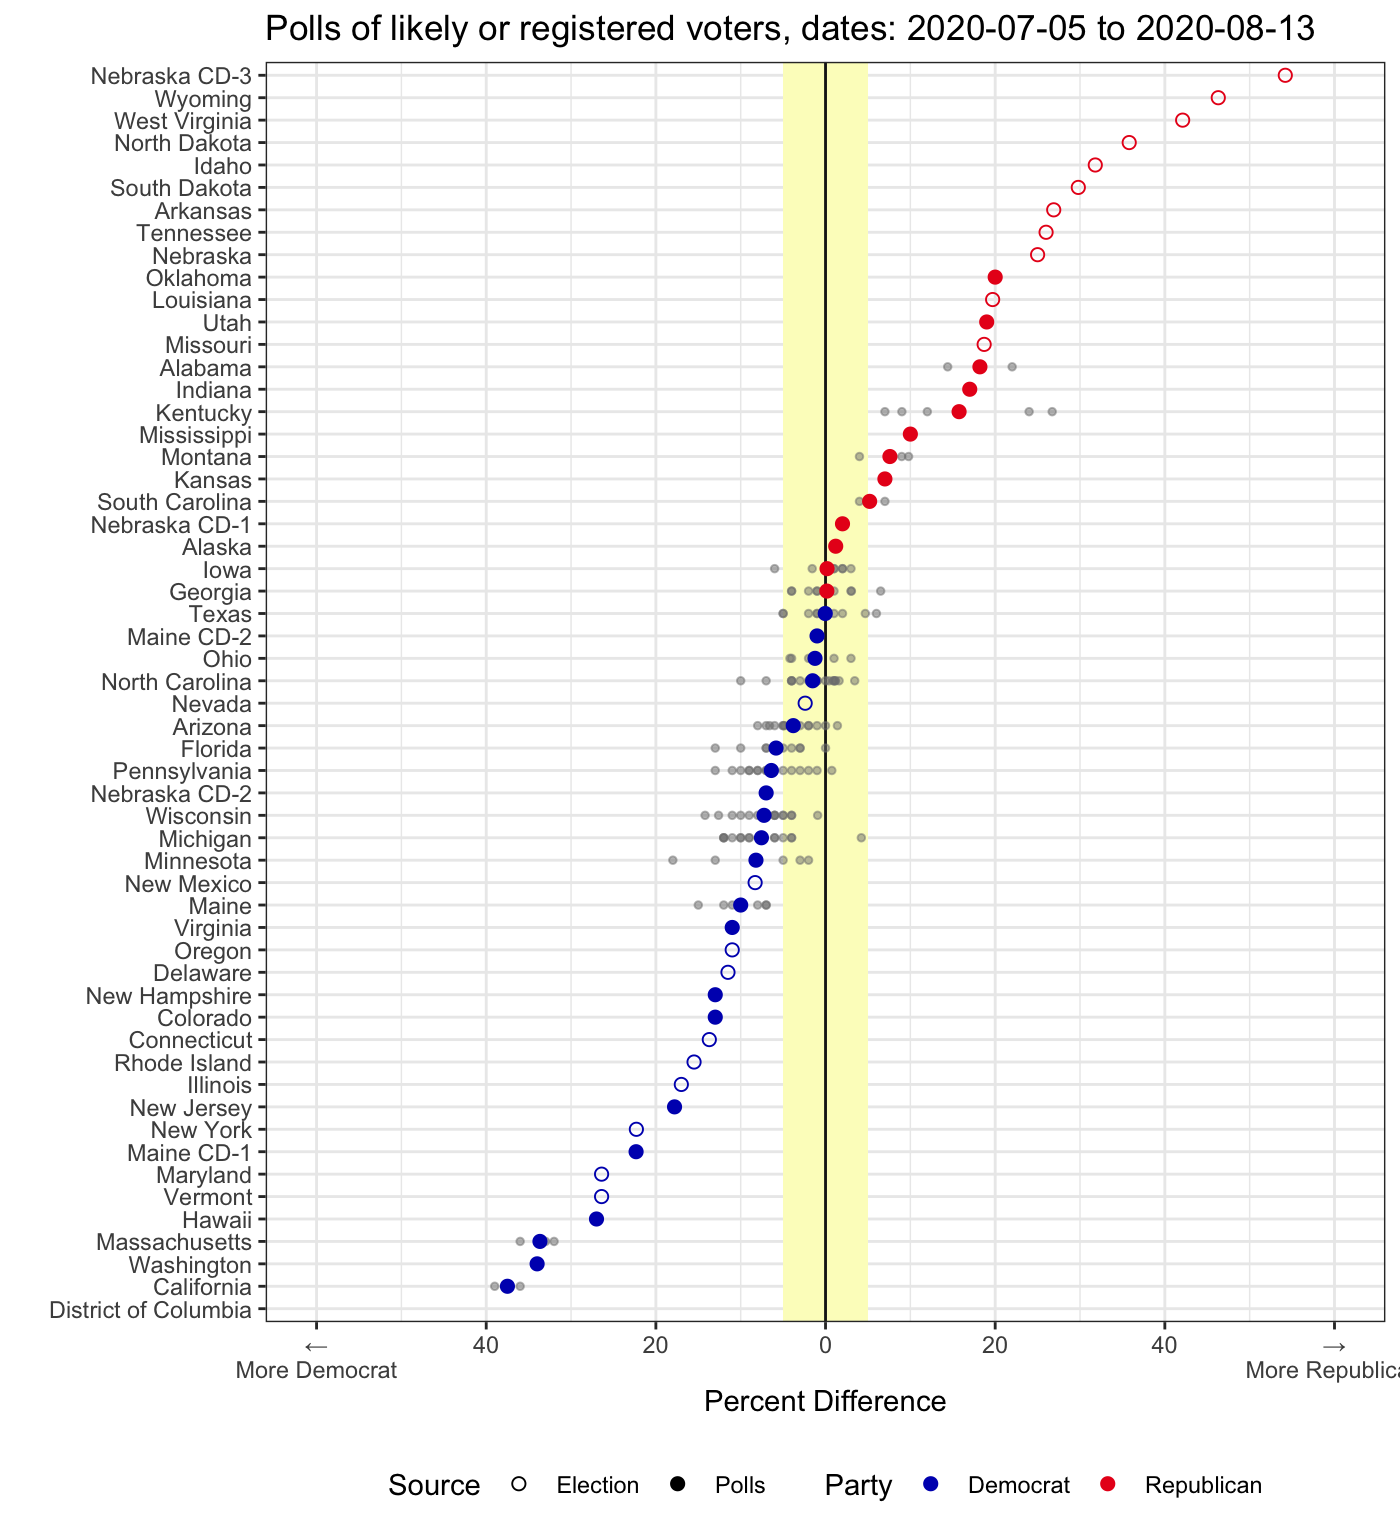 Polls of likely or registered voters, dates: 2020-07-05 to 2020-08-13
Nebraska CD-3
Wyoming
West Virginia
North Dakota
Idaho
South Dakota
Arkansas
Tennessee
Nebraska
Oklahoma
Louisiana
Utah
Missouri
Alabama
Indiana
Kentucky
Mississippi
Montana
Kansas
South Carolina
Nebraska CD-1
Alaska
Iowa
Georgia
Texas
Maine CD-2
Ohio
North Carolina
Nevada
Arizona
Florida
Pennsylvania
Nebraska CD-2
Wisconsin
Michigan
Minnesota
New Mexico
Maine
Virginia
Oregon
Delaware
New Hampshire
Colorado
Connecticut
Rhode Island
Illinois
New Jersey
New York
Maine CD-1
Maryland
Vermont
Hawaii
Massachusetts
Washington
California
District of Columbia
← 40 20 0 20 40 →
More Democrat More Republica
Percent Difference
Source Election Polls Party Democrat Republican